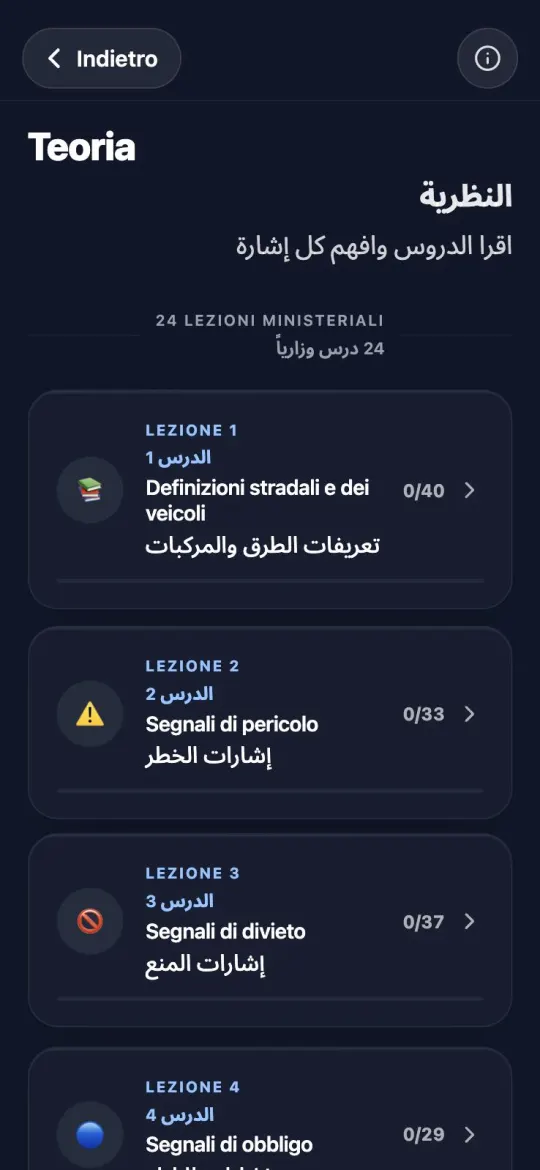 Indietro
Teoria
النظرية
اقرا الدروس وافهم كل إشارة
24 LEZIONI MINISTERIALI
24 درس وزارياً
LEZIONE 1
الدرس 1
Definizioni stradali e dei
veicoli
تعريفات الطرق والمركبات
0/40
LEZIONE 2
الدرس 2
Segnali di pericolo
إشارات الخطر
0/33
LEZIONE 3
الدرس 3
Segnali di divieto
إشارات المنع
0/37
LEZIONE 4
الدرس 4
Segnali di obbligo
0/29